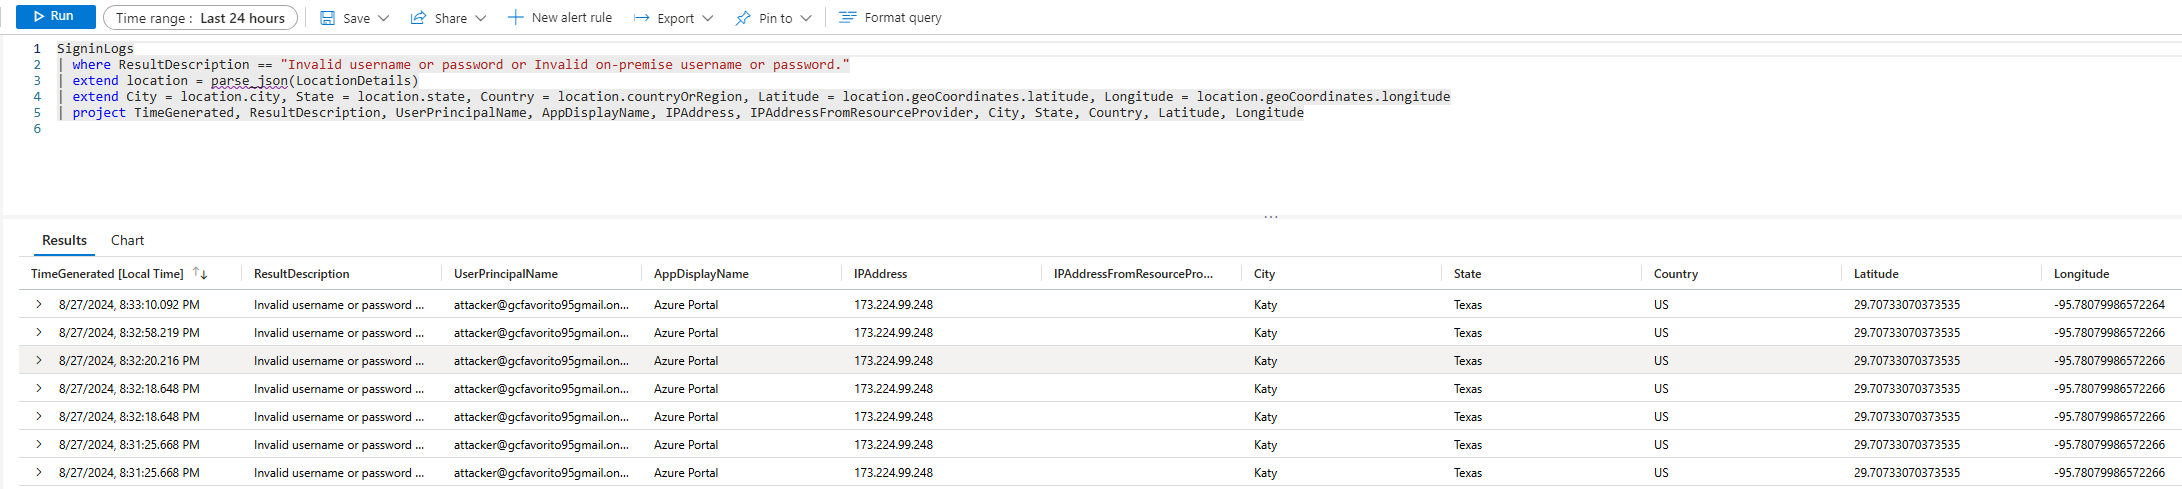 Run Time range : Last 24 hours Save Share New alert rule Export Pin to Format query
1 SigninLogs
2 | where ResultDescription == "Invalid username or password or Invalid on-premise username or password."
3 | extend location = parse_json(LocationDetails)
4 | extend City = location.city, State = location.state, Country = location.countryOrRegion, Latitude = location.geoCoordinates.latitude, Longitude = location.geoCoordinates.longitude
5 | project TimeGenerated, ResultDescription, UserPrincipalName, AppDisplayName, IPAddress, IPAddressFromResourceProvider, City, State, Country, Latitude, Longitude
6
...
Results Chart
TimeGenerated [Local Time] ↑↓ ResultDescription UserPrincipalName AppDisplayName IPAddress IPAddressFromResourcePro... City State Country Latitude Longitude
8/27/2024, 8:33:10.092 PM Invalid username or password ... attacker@gcfavorito95gmail.on... Azure Portal 173.224.99.248 Katy Texas US 29.70733070373535 -95.78079986572264
8/27/2024, 8:32:58.219 PM Invalid username or password ... attacker@gcfavorito95gmail.on... Azure Portal 173.224.99.248 Katy Texas US 29.70733070373535 -95.78079986572266
8/27/2024, 8:32:20.216 PM Invalid username or password ... attacker@gcfavorito95gmail.on... Azure Portal 173.224.99.248 Katy Texas US 29.70733070373535 -95.78079986572266
8/27/2024, 8:32:18.648 PM Invalid username or password ... attacker@gcfavorito95gmail.on... Azure Portal 173.224.99.248 Katy Texas US 29.70733070373535 -95.78079986572266
8/27/2024, 8:32:18.648 PM Invalid username or password ... attacker@gcfavorito95gmail.on... Azure Portal 173.224.99.248 Katy Texas US 29.70733070373535 -95.78079986572266
8/27/2024, 8:31:25.668 PM Invalid username or password ... attacker@gcfavorito95gmail.on... Azure Portal 173.224.99.248 Katy Texas US 29.70733070373535 -95.78079986572266
8/27/2024, 8:31:25.668 PM Invalid username or password ... attacker@gcfavorito95gmail.on... Azure Portal 173.224.99.248 Katy Texas US 29.70733070373535 -95.78079986572266